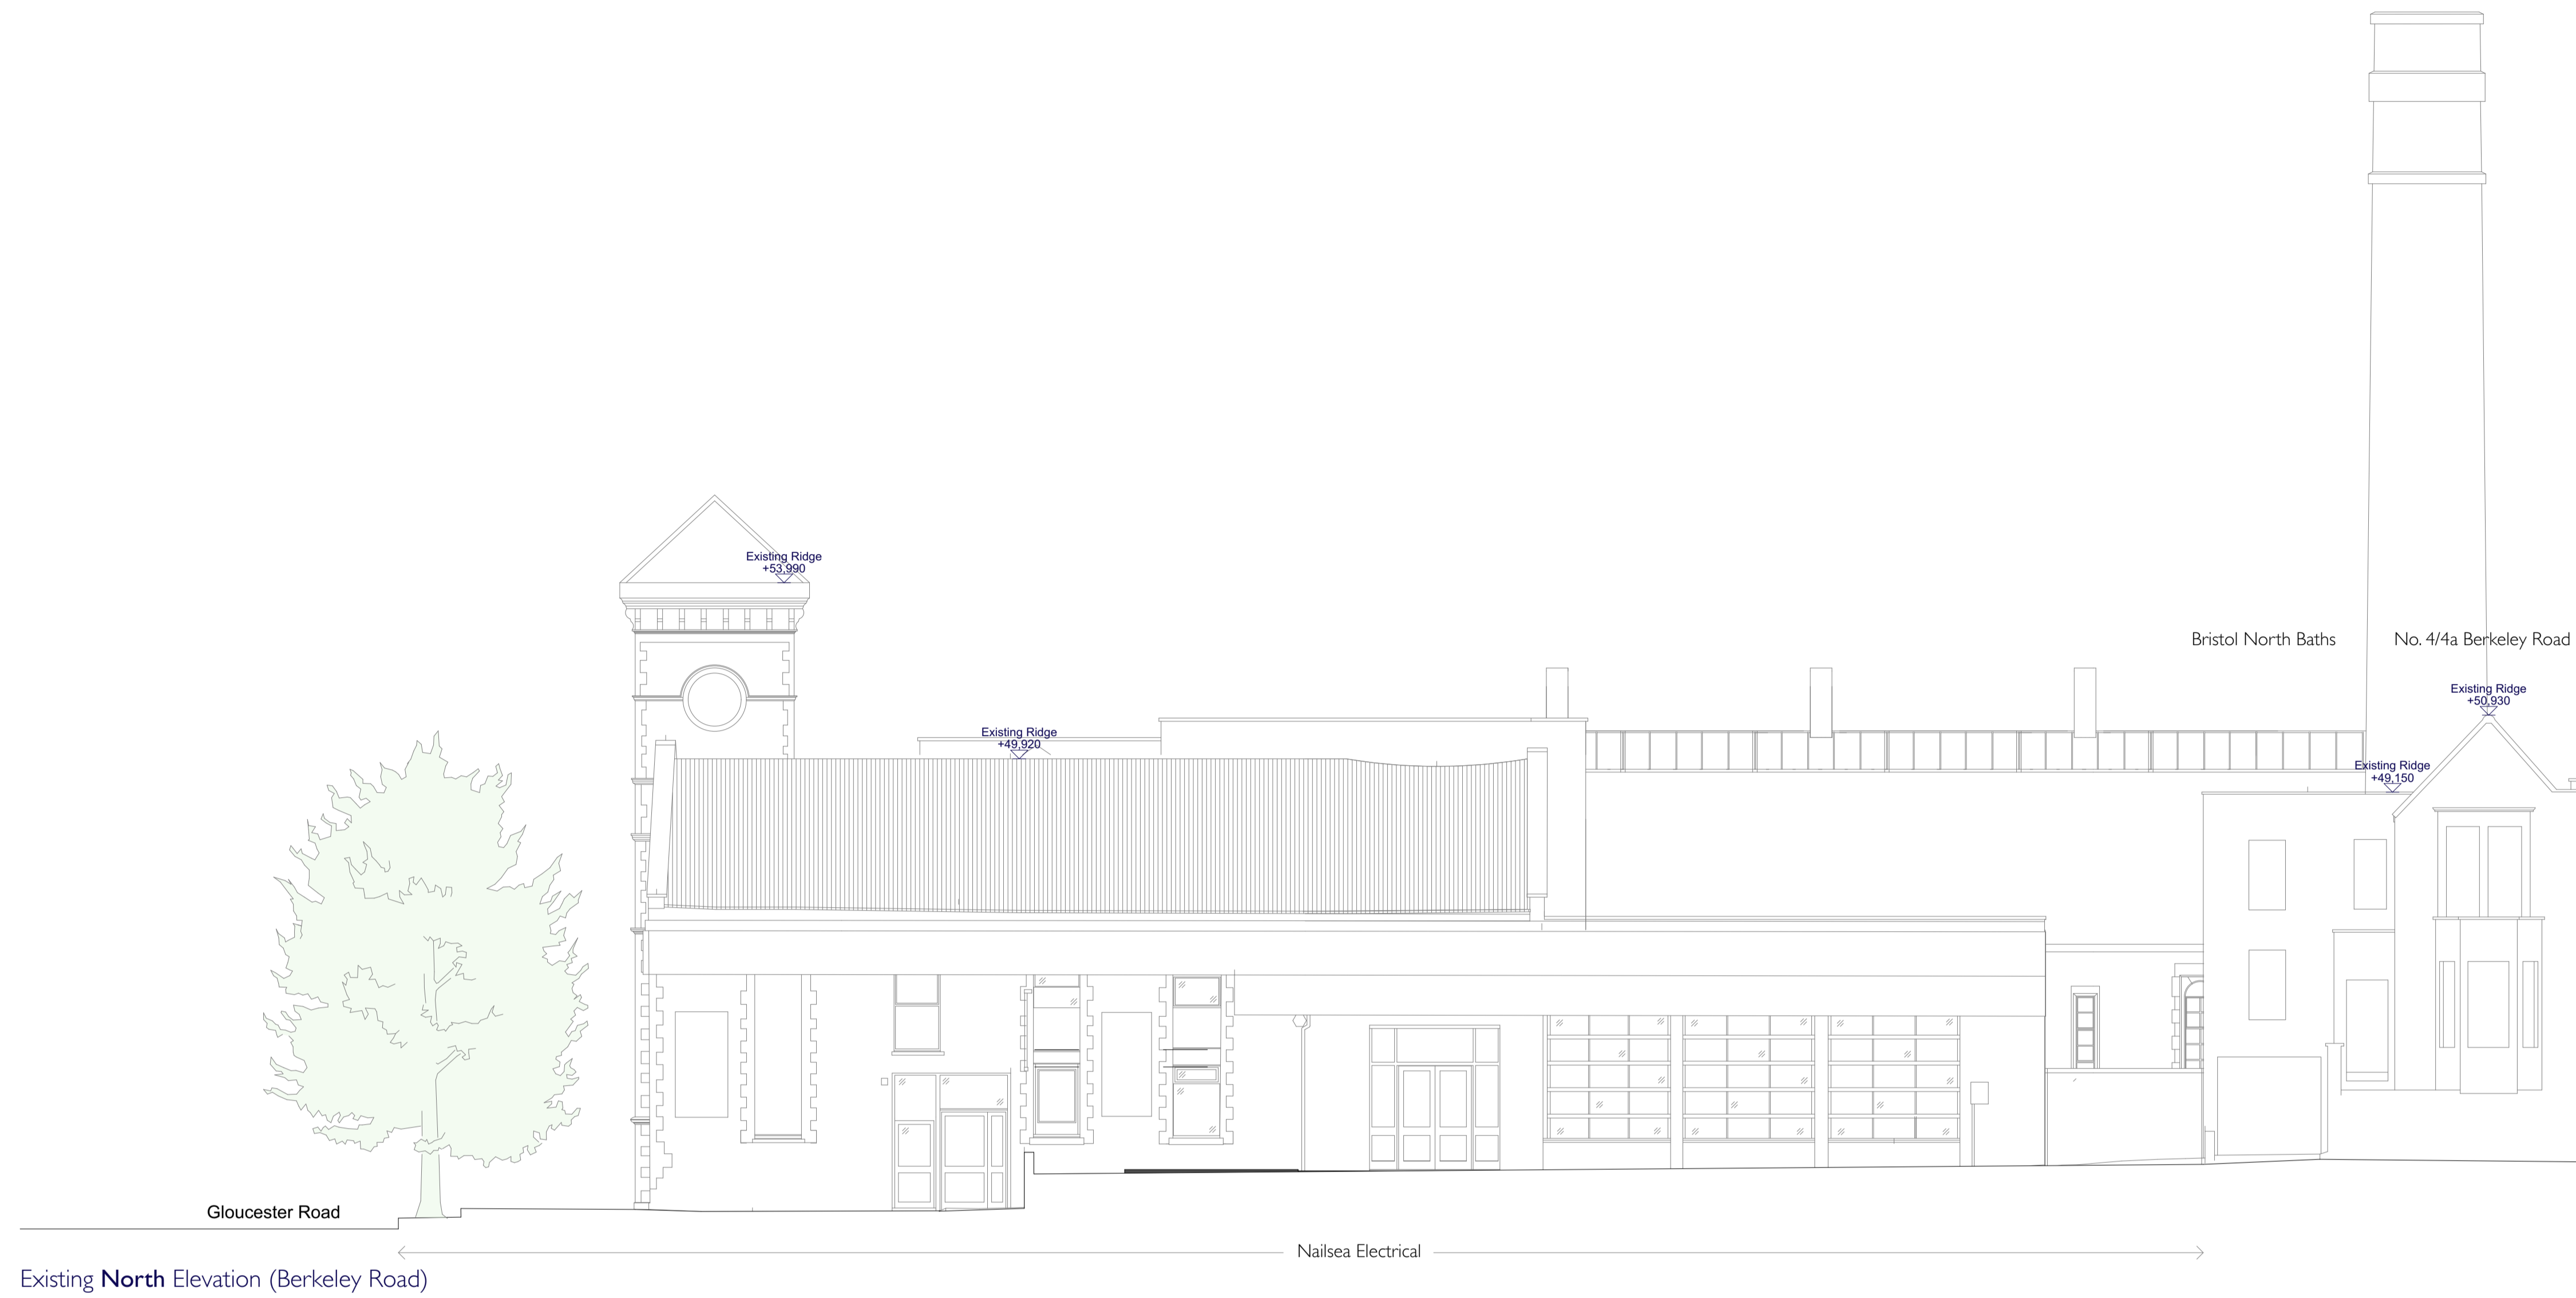 Existing Ridge
+53,990
Bristol North Baths
No. 4/4a Berkeley Road
Existing Ridge
+50,930
Existing Ridge
+49,920
Existing Ridge
+49,150
Gloucester Road
Nailsea Electrical
Existing North Elevation (Berkeley Road)